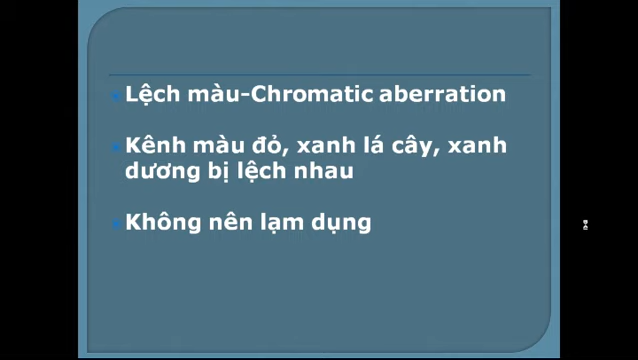 Lệch màu-Chromatic aberration
Kênh màu đỏ, xanh lá cây, xanh
dương bị lệch nhau
Không nên lạm dụng